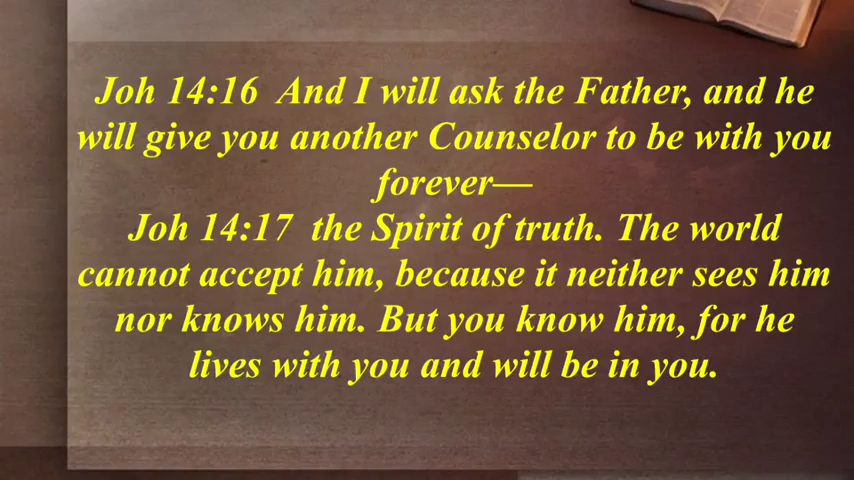 Joh 14:16  And I will ask the Father, and he
will give you another Counselor to be with you
forever—
Joh 14:17  the Spirit of truth. The world
cannot accept him, because it neither sees him
nor knows him. But you know him, for he
lives with you and will be in you.